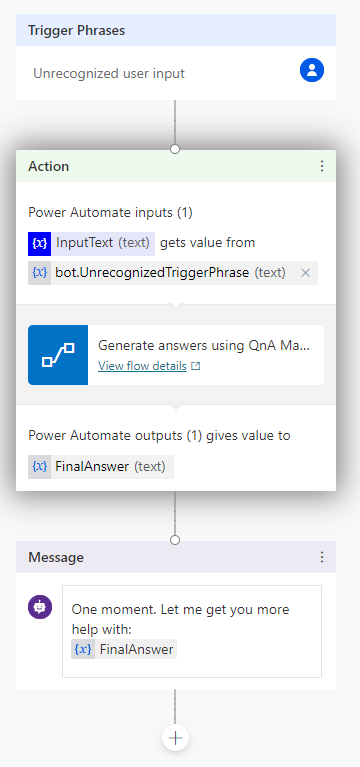 Trigger Phrases
Unrecognized user input
Action
Power Automate inputs (1)
{x} InputText (text) gets value from
{x} bot.UnrecognizedTriggerPhrase (text)
Generate answers using QnA Ma...
View flow details
Power Automate outputs (1) gives value to
{x} FinalAnswer (text)
Message
One moment. Let me get you more
help with:
{x} FinalAnswer